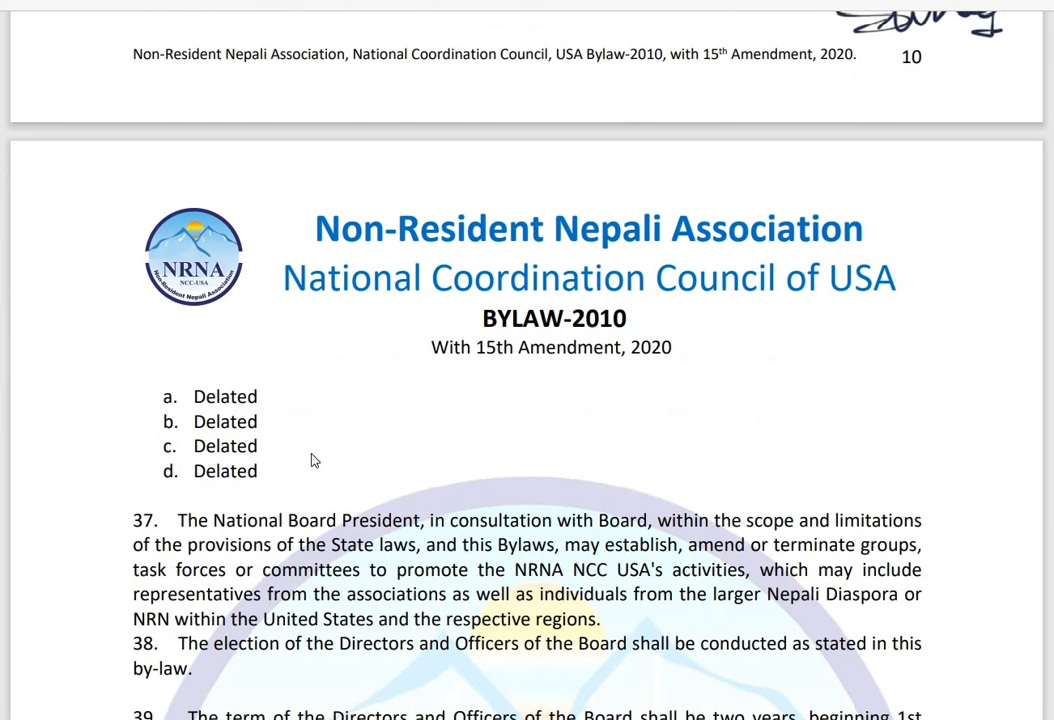 Non-Resident Nepali Association, National Coordination Council, USA Bylaw-2010, with 15th Amendment, 2020. 10
NRNA
NCC-USA
Non-Resident Nepali Association
Non-Resident Nepali Association
National Coordination Council of USA
BYLAW-2010
With 15th Amendment, 2020
a. Delated
b. Delated
c. Delated
d. Delated
37. The National Board President, in consultation with Board, within the scope and limitations
of the provisions of the State laws, and this Bylaws, may establish, amend or terminate groups,
task forces or committees to promote the NRNA NCC USA's activities, which may include
representatives from the associations as well as individuals from the larger Nepali Diaspora or
NRN within the United States and the respective regions.
38. The election of the Directors and Officers of the Board shall be conducted as stated in this
by-law.
39. The term of the Directors and Officers of the Board shall be two years, beginning 1st